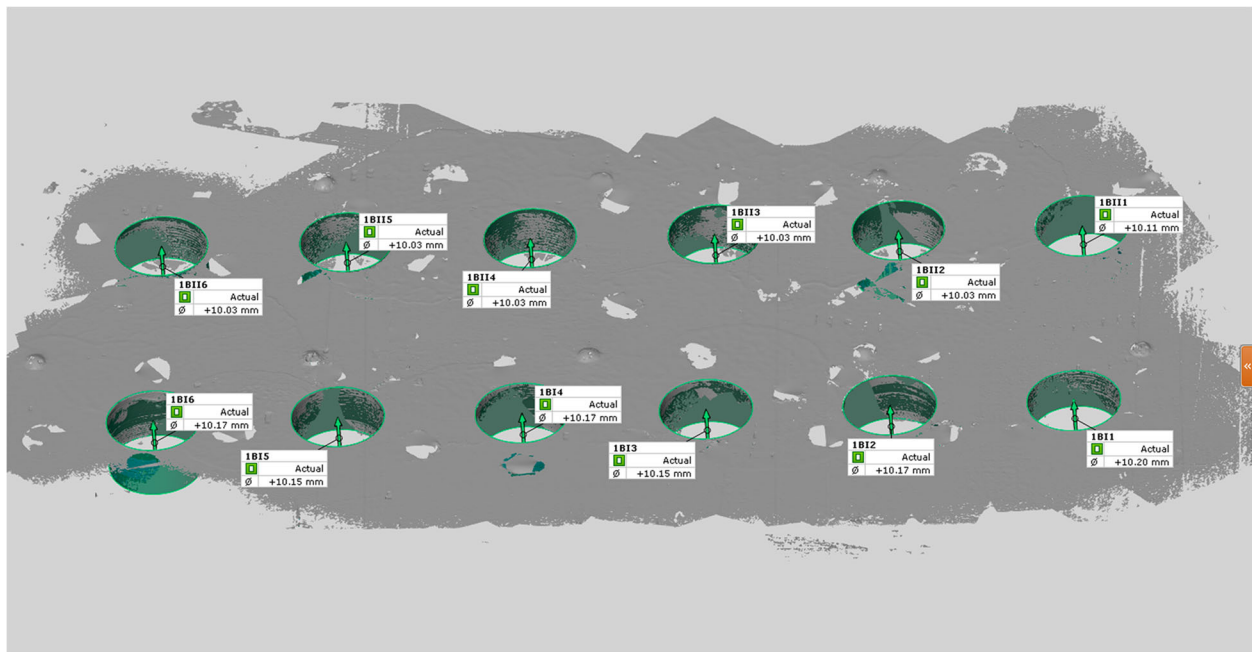 1BII6
Actual
Ø +10.03 mm
1BII5
Actual
Ø +10.03 mm
1BII4
Actual
Ø +10.03 mm
1BII3
Actual
Ø +10.03 mm
1BII2
Actual
Ø +10.03 mm
1BII1
Actual
Ø +10.11 mm
1BI6
Actual
Ø +10.17 mm
1BI5
Actual
Ø +10.15 mm
1BI4
Actual
Ø +10.17 mm
1BI3
Actual
Ø +10.15 mm
1BI2
Actual
Ø +10.17 mm
1BI1
Actual
Ø +10.20 mm
«